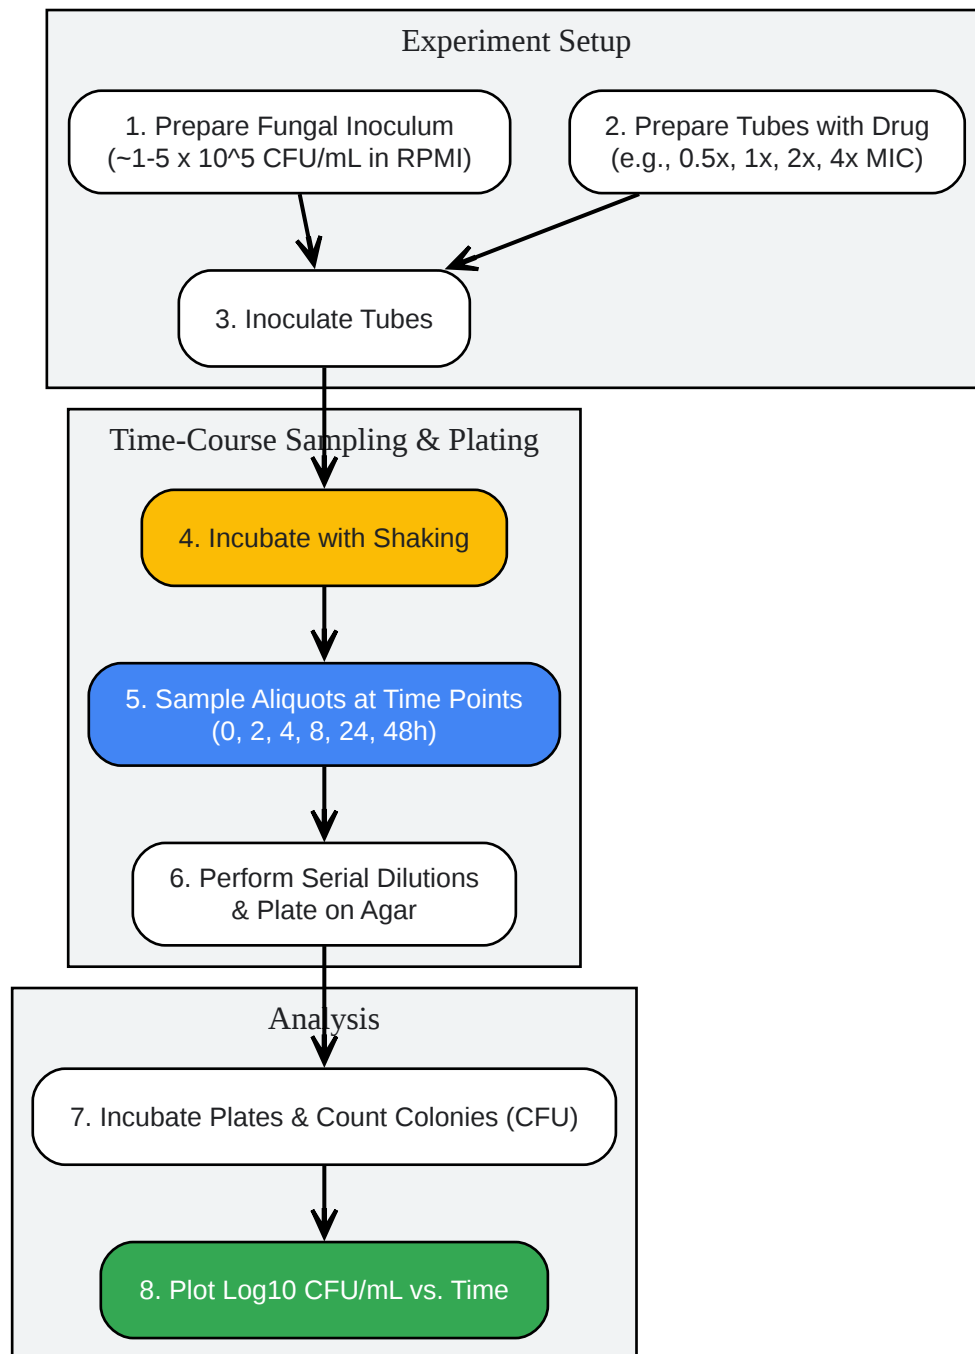 Experiment Setup
1. Prepare Fungal Inoculum
(~1-5 x 10^5 CFU/mL in RPMI)
2. Prepare Tubes with Drug
(e.g., 0.5x, 1x, 2x, 4x MIC)
3. Inoculate Tubes
Time-Course Sampling & Plating
4. Incubate with Shaking
5. Sample Aliquots at Time Points
(0, 2, 4, 8, 24, 48h)
6. Perform Serial Dilutions
& Plate on Agar
Analysis
7. Incubate Plates & Count Colonies (CFU)
8. Plot Log10 CFU/mL vs. Time